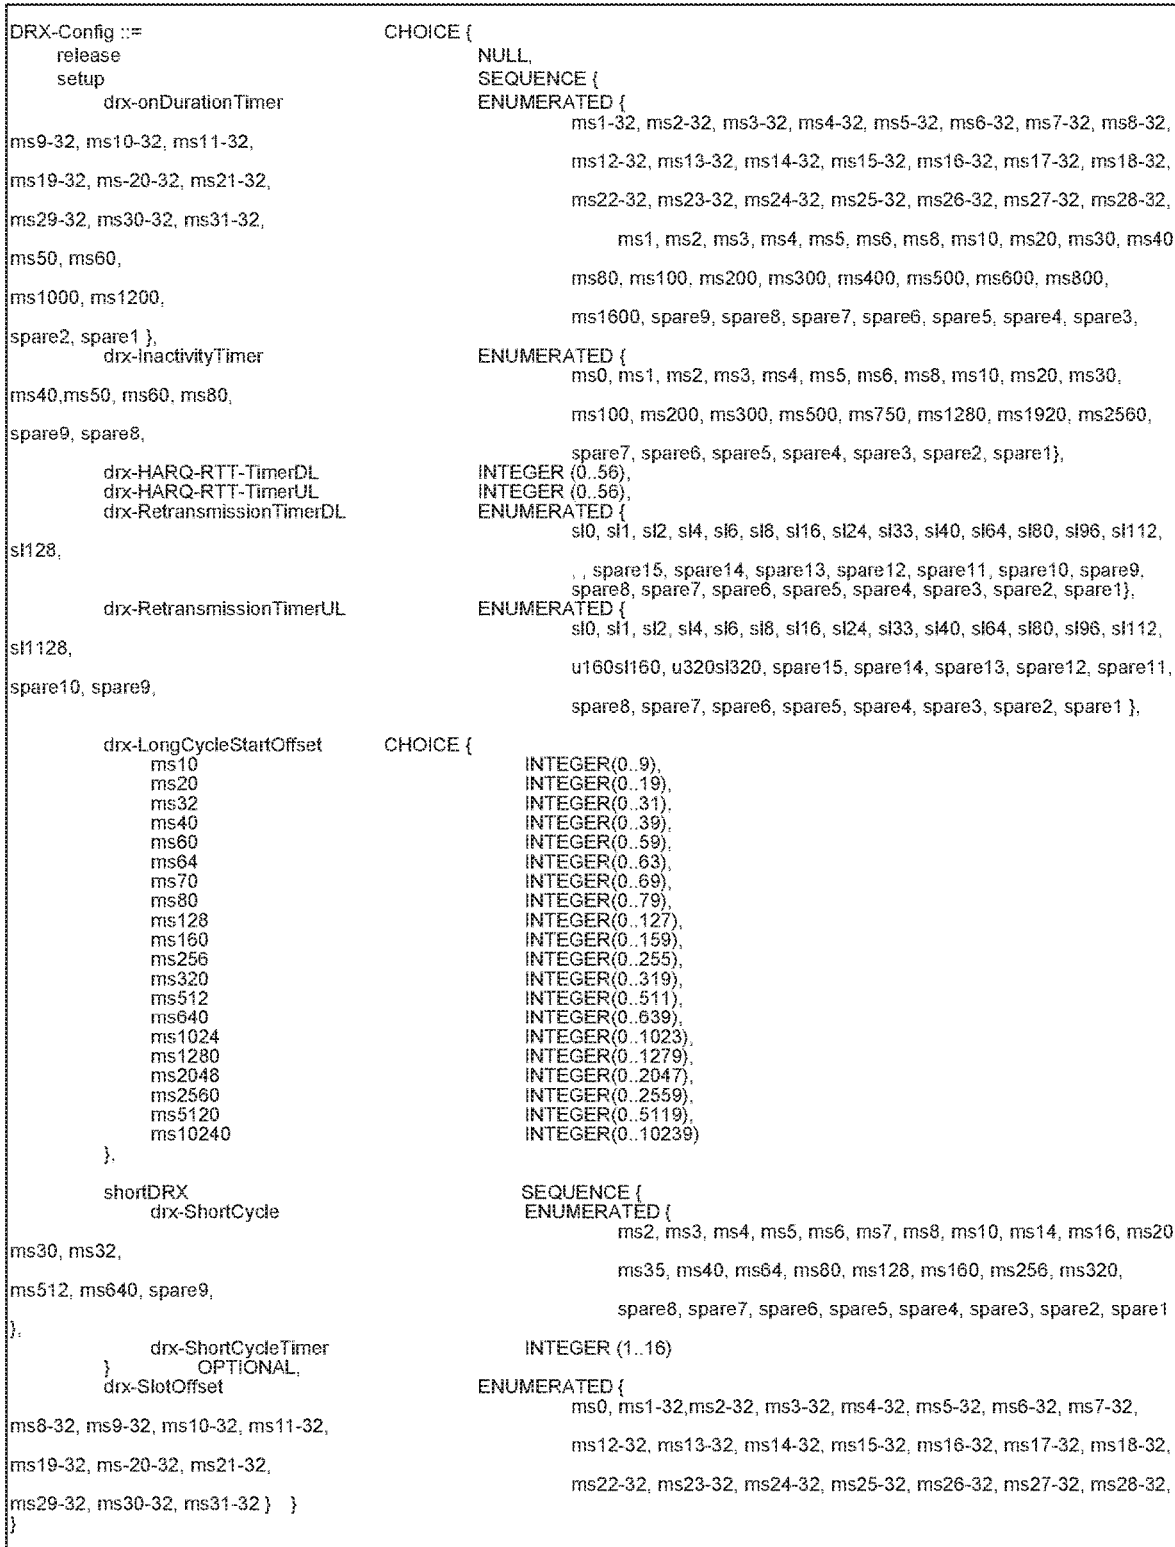 DRX-Config ::= CHOICE {
release NULL,
setup SEQUENCE {
drx-onDurationTimer ENUMERATED {
ms1-32, ms2-32, ms3-32, ms4-32, ms5-32, ms6-32, ms7-32, ms8-32,
ms9-32, ms10-32, ms11-32,
ms12-32, ms13-32, ms14-32, ms15-32, ms16-32, ms17-32, ms18-32,
ms19-32, ms-20-32, ms21-32,
ms22-32, ms23-32, ms24-32, ms25-32, ms26-32, ms27-32, ms28-32,
ms29-32, ms30-32, ms31-32,
ms1, ms2, ms3, ms4, ms5, ms6, ms8, ms10, ms20, ms30, ms40
ms50, ms60,
ms80, ms100, ms200, ms300, ms400, ms500, ms600, ms800,
ms1000, ms1200,
ms1600, spare9, spare8, spare7, spare6, spare5, spare4, spare3,
spare2, spare1 },
drx-InactivityTimer ENUMERATED {
ms0, ms1, ms2, ms3, ms4, ms5, ms6, ms8, ms10, ms20, ms30,
ms40,ms50, ms60, ms80,
ms100, ms200, ms300, ms500, ms750, ms1280, ms1920, ms2560,
spare9, spare8,
spare7, spare6, spare5, spare4, spare3, spare2, spare1},
drx-HARQ-RTT-TimerDL INTEGER (0..56),
drx-HARQ-RTT-TimerUL INTEGER (0..56),
drx-RetransmissionTimerDL ENUMERATED {
sl0, sl1, sl2, sl4, sl6, sl8, sl16, sl24, sl33, sl40, sl64, sl80, sl96, sl112,
sl128,
, , spare15, spare14, spare13, spare12, spare11, spare10, spare9,
spare8, spare7, spare6, spare5, spare4, spare3, spare2, spare1},
drx-RetransmissionTimerUL ENUMERATED {
sl0, sl1, sl2, sl4, sl6, sl8, sl16, sl24, sl33, sl40, sl64, sl80, sl96, sl112,
sl1128,
u160sl160, u320sl320, spare15, spare14, spare13, spare12, spare11,
spare10, spare9,
spare8, spare7, spare6, spare5, spare4, spare3, spare2, spare1 },
drx-LongCycleStartOffset CHOICE {
ms10 INTEGER(0..9),
ms20 INTEGER(0..19),
ms32 INTEGER(0..31),
ms40 INTEGER(0..39),
ms60 INTEGER(0..59),
ms64 INTEGER(0..63),
ms70 INTEGER(0..69),
ms80 INTEGER(0..79),
ms128 INTEGER(0..127),
ms160 INTEGER(0..159),
ms256 INTEGER(0..255),
ms320 INTEGER(0..319),
ms512 INTEGER(0..511),
ms640 INTEGER(0..639),
ms1024 INTEGER(0..1023),
ms1280 INTEGER(0..1279),
ms2048 INTEGER(0..2047),
ms2560 INTEGER(0..2559),
ms5120 INTEGER(0..5119),
ms10240 INTEGER(0..10239)
},
shortDRX SEQUENCE {
drx-ShortCycle ENUMERATED {
ms2, ms3, ms4, ms5, ms6, ms7, ms8, ms10, ms14, ms16, ms20
ms30, ms32,
ms35, ms40, ms64, ms80, ms128, ms160, ms256, ms320,
ms512, ms640, spare9,
spare8, spare7, spare6, spare5, spare4, spare3, spare2, spare1
},
drx-ShortCycleTimer INTEGER (1..16)
} OPTIONAL,
drx-SlotOffset ENUMERATED {
ms0, ms1-32,ms2-32, ms3-32, ms4-32, ms5-32, ms6-32, ms7-32,
ms8-32, ms9-32, ms10-32, ms11-32,
ms12-32, ms13-32, ms14-32, ms15-32, ms16-32, ms17-32, ms18-32,
ms19-32, ms-20-32, ms21-32,
ms22-32, ms23-32, ms24-32, ms25-32, ms26-32, ms27-32, ms28-32,
ms29-32, ms30-32, ms31-32 } }
}